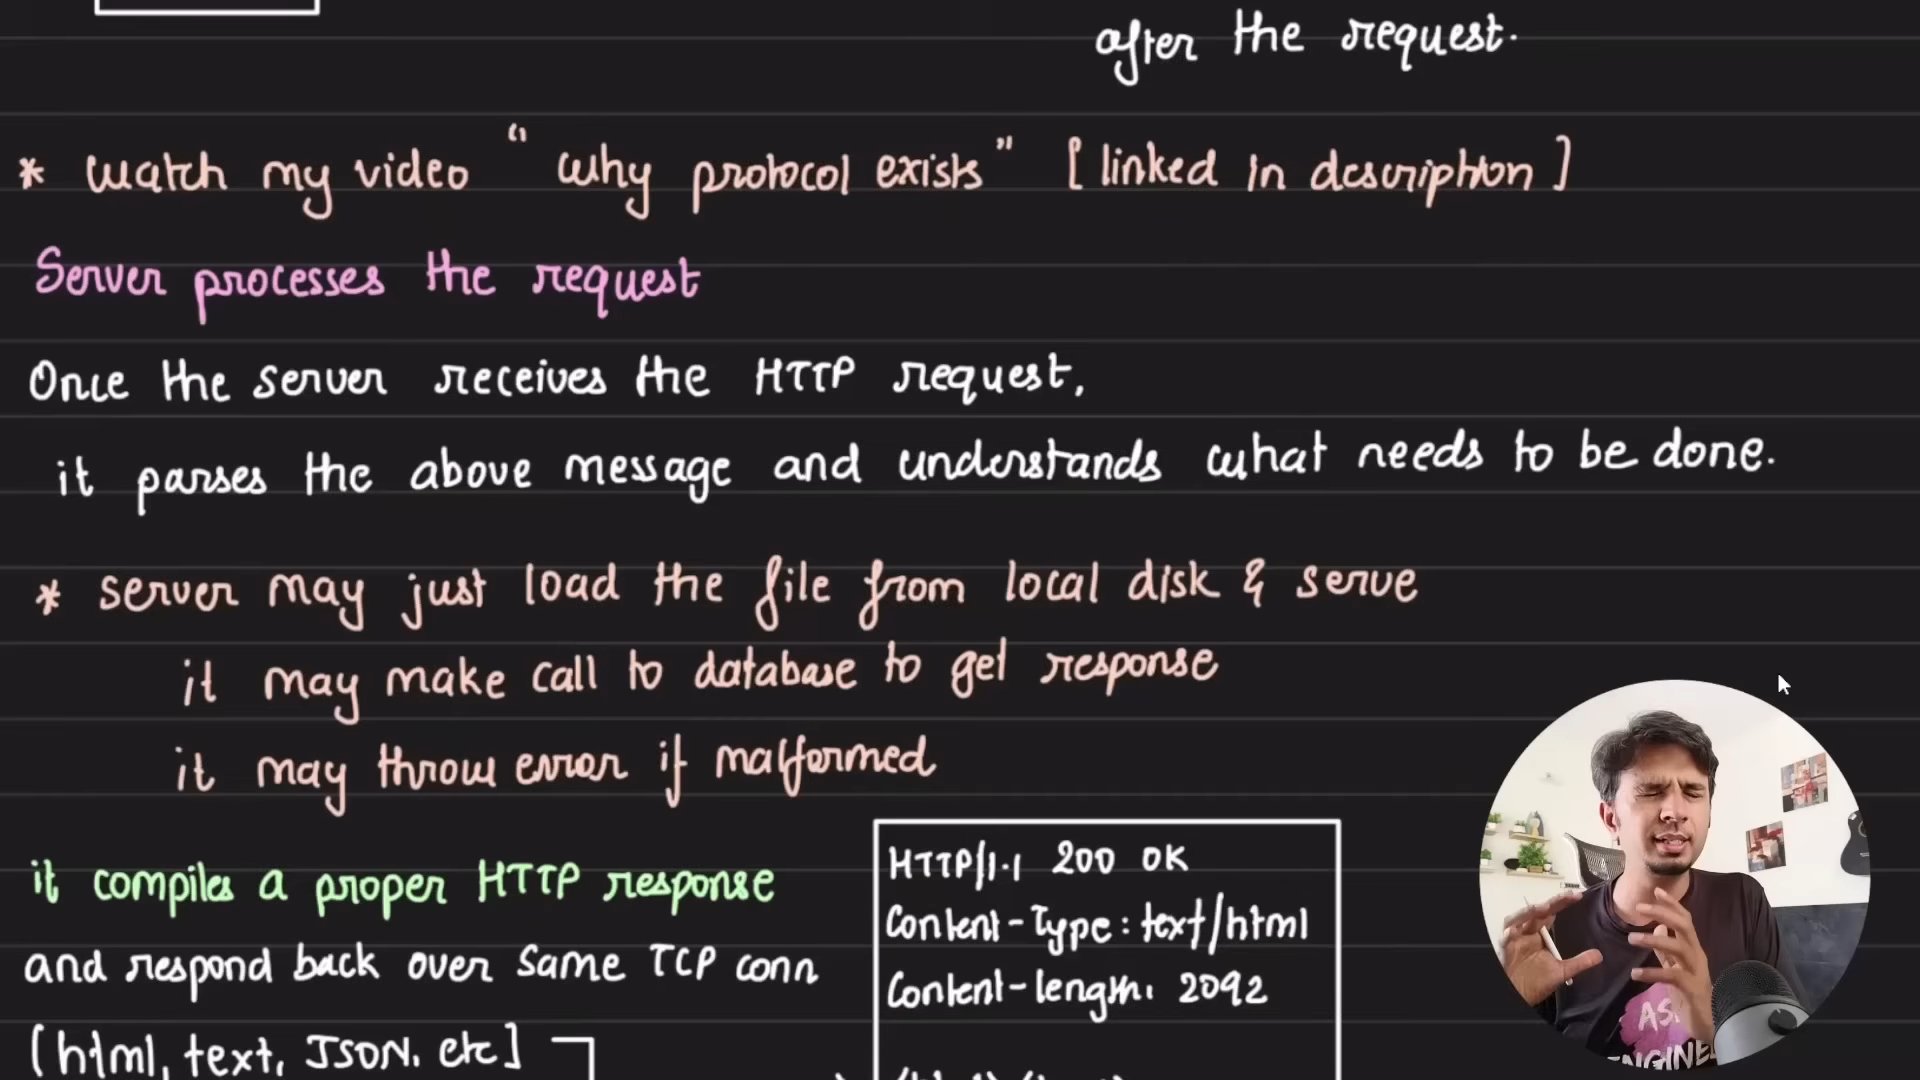 after the request.
* watch my video "why protocol exists" [linked in description]
Server processes the request
Once the server receives the HTTP request,
it parses the above message and understands what needs to be done.
* server may just load the file from local disk & serve
it may make call to database to get response
it may throw error if malformed
it compiles a proper HTTP response
and respond back over same TCP conn
[html, text, JSON, etc]
HTTP/1.1 200 OK
Content-Type: text/html
Content-length: 2092